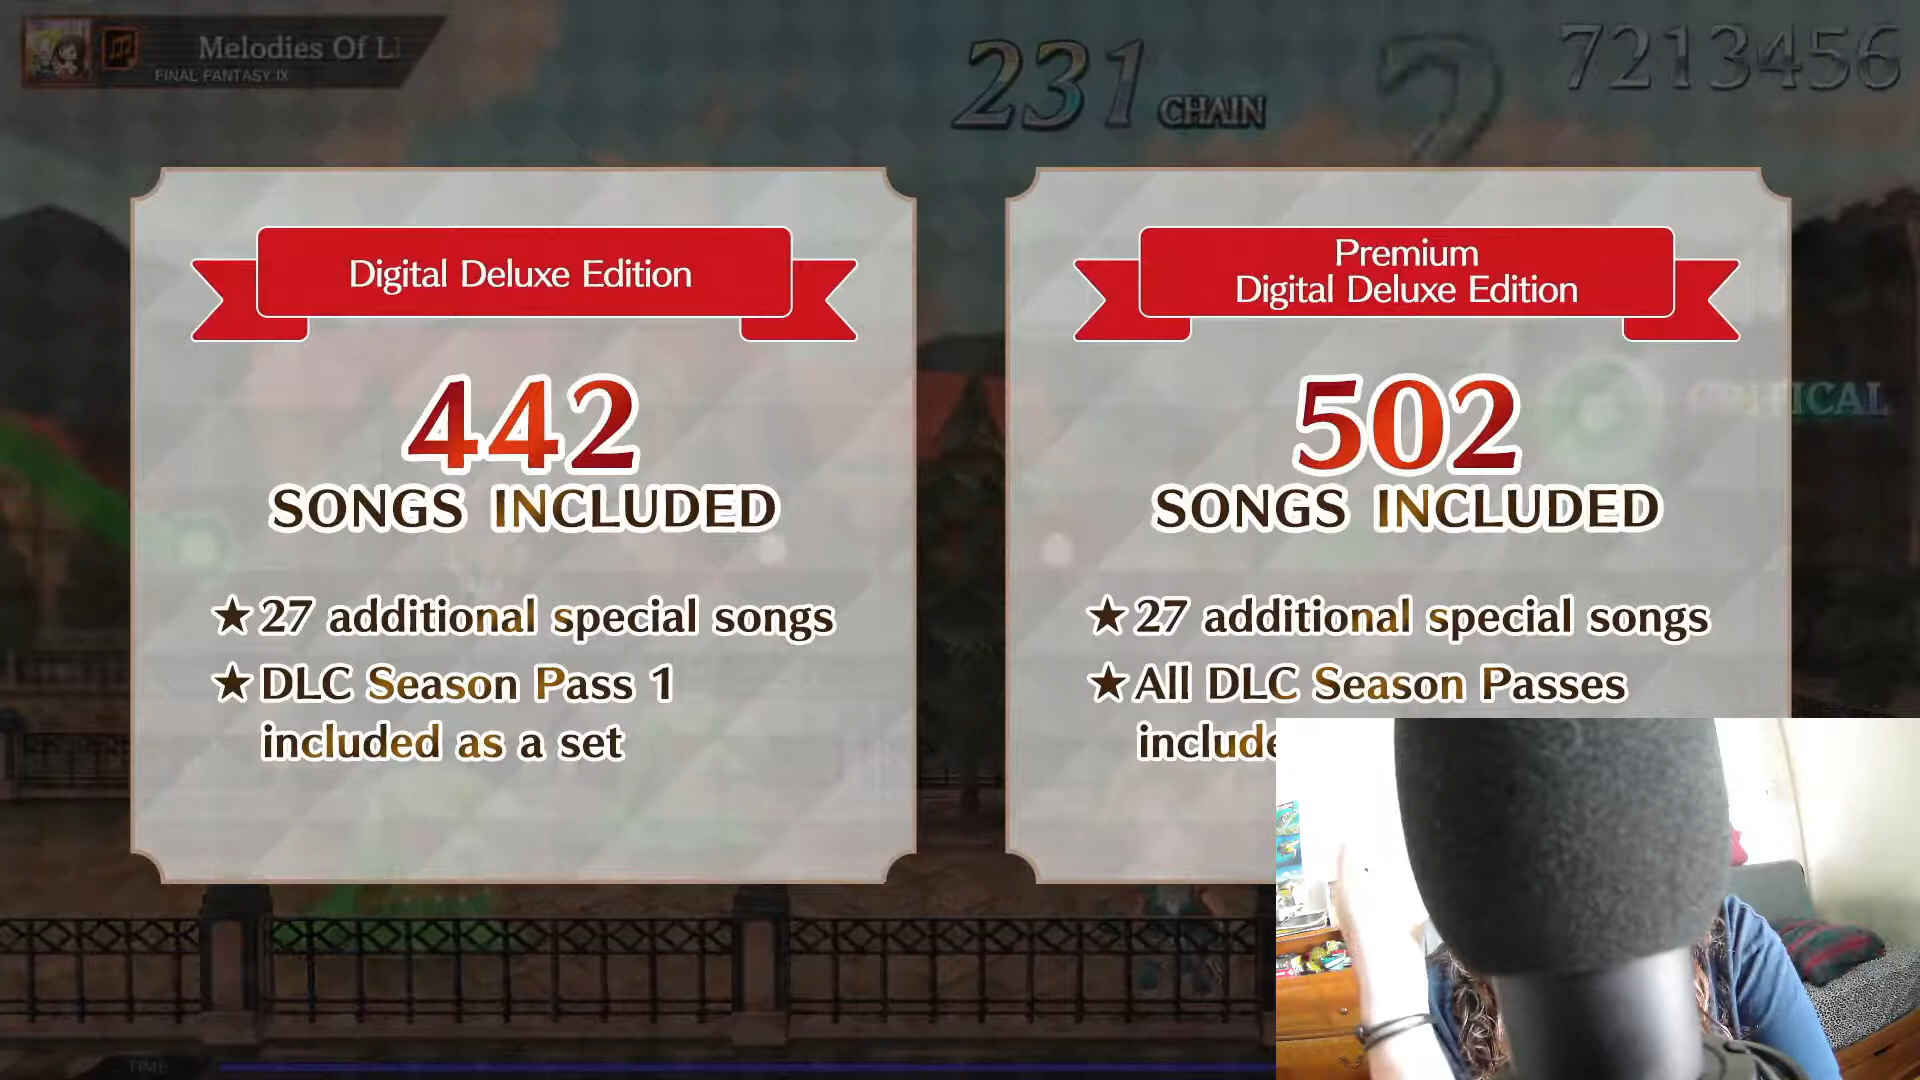 Melodies Of L
FINAL FANTASY IX
231 CHAIN
7213456
Digital Deluxe Edition
442
SONGS INCLUDED
★27 additional special songs
★DLC Season Pass 1
included as a set
Premium
Digital Deluxe Edition
502
SONGS INCLUDED
★27 additional special songs
★All DLC Season Passes
include
CRITICAL
TIME